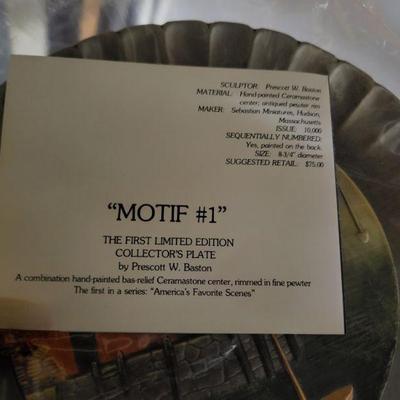 SCULPTOR: Prescott W. Baston
MATERIAL: Hand-painted Ceramastone
center; antiqued pewter rim
MAKER: Sebastian Miniatures, Hudson,
Massachusetts
ISSUE: 10,000
SEQUENTIALLY NUMBERED:
Yes, painted on the back.
SIZE: 8-3/4" diameter
SUGGESTED RETAIL: $75.00
"MOTIF #1"
THE FIRST LIMITED EDITION
COLLECTOR'S PLATE
by Prescott W. Baston
A combination hand-painted bas-relief Ceramastone center, rimmed in fine pewter
The first in a series: "America's Favorite Scenes"